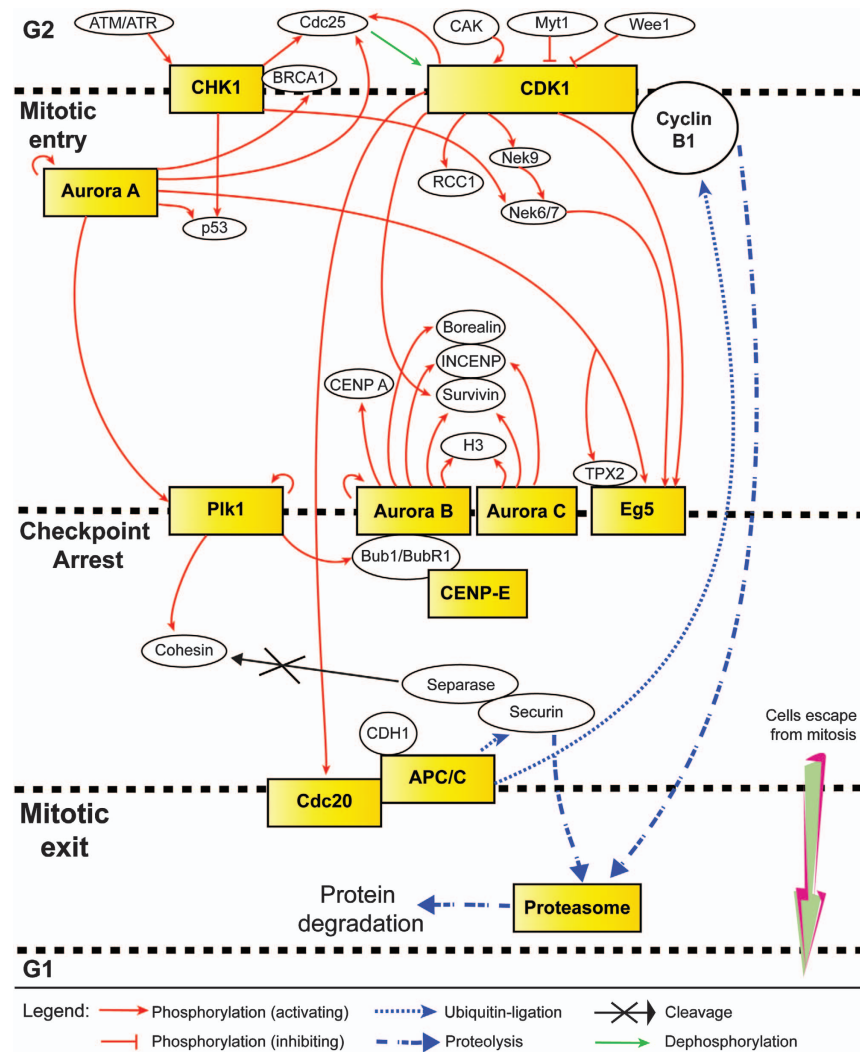 G2
ATM/ATR
Cdc25
CAK
Myt1
Wee1
CHK1
BRCA1
CDK1
Mitotic
entry
Cyclin
B1
Aurora A
p53
RCC1
Nek9
Nek6/7
Borealin
INCENP
CENP A
Survivin
H3
TPX2
Plk1
Aurora B
Aurora C
Eg5
Checkpoint
Arrest
Bub1/BubR1
CENP-E
Cohesin
Separase
Securin
Cells escape
from mitosis
CDH1
APC/C
Cdc20
Mitotic
exit
Protein
degradation
Proteasome
G1
Legend:
Phosphorylation (activating)
Ubiquitin-ligation
Cleavage
Phosphorylation (inhibiting)
Proteolysis
Dephosphorylation